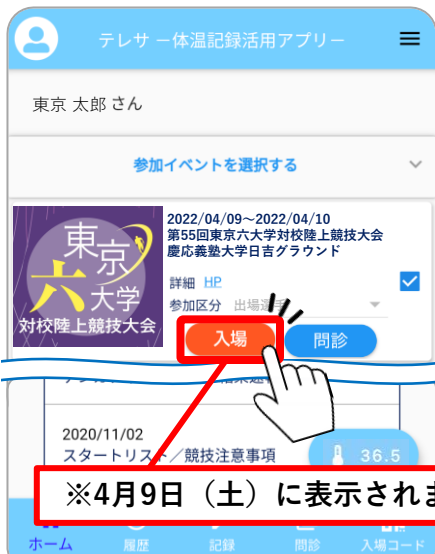 テレサ －体温記録活用アプリ－
東京 太郎 さん
参加イベントを選択する
東京
六
大学
対校陸上競技大会
2022/04/09～2022/04/10
第55回東京六大学対校陸上競技大会
慶応義塾大学日吉グラウンド
詳細 HP
参加区分 出場選手
入場
問診
2020/11/02
スタートリスト／競技注意事項
36.5
※4月9日（土）に表示されま
ホーム
履歴
記録
問診
入場コード